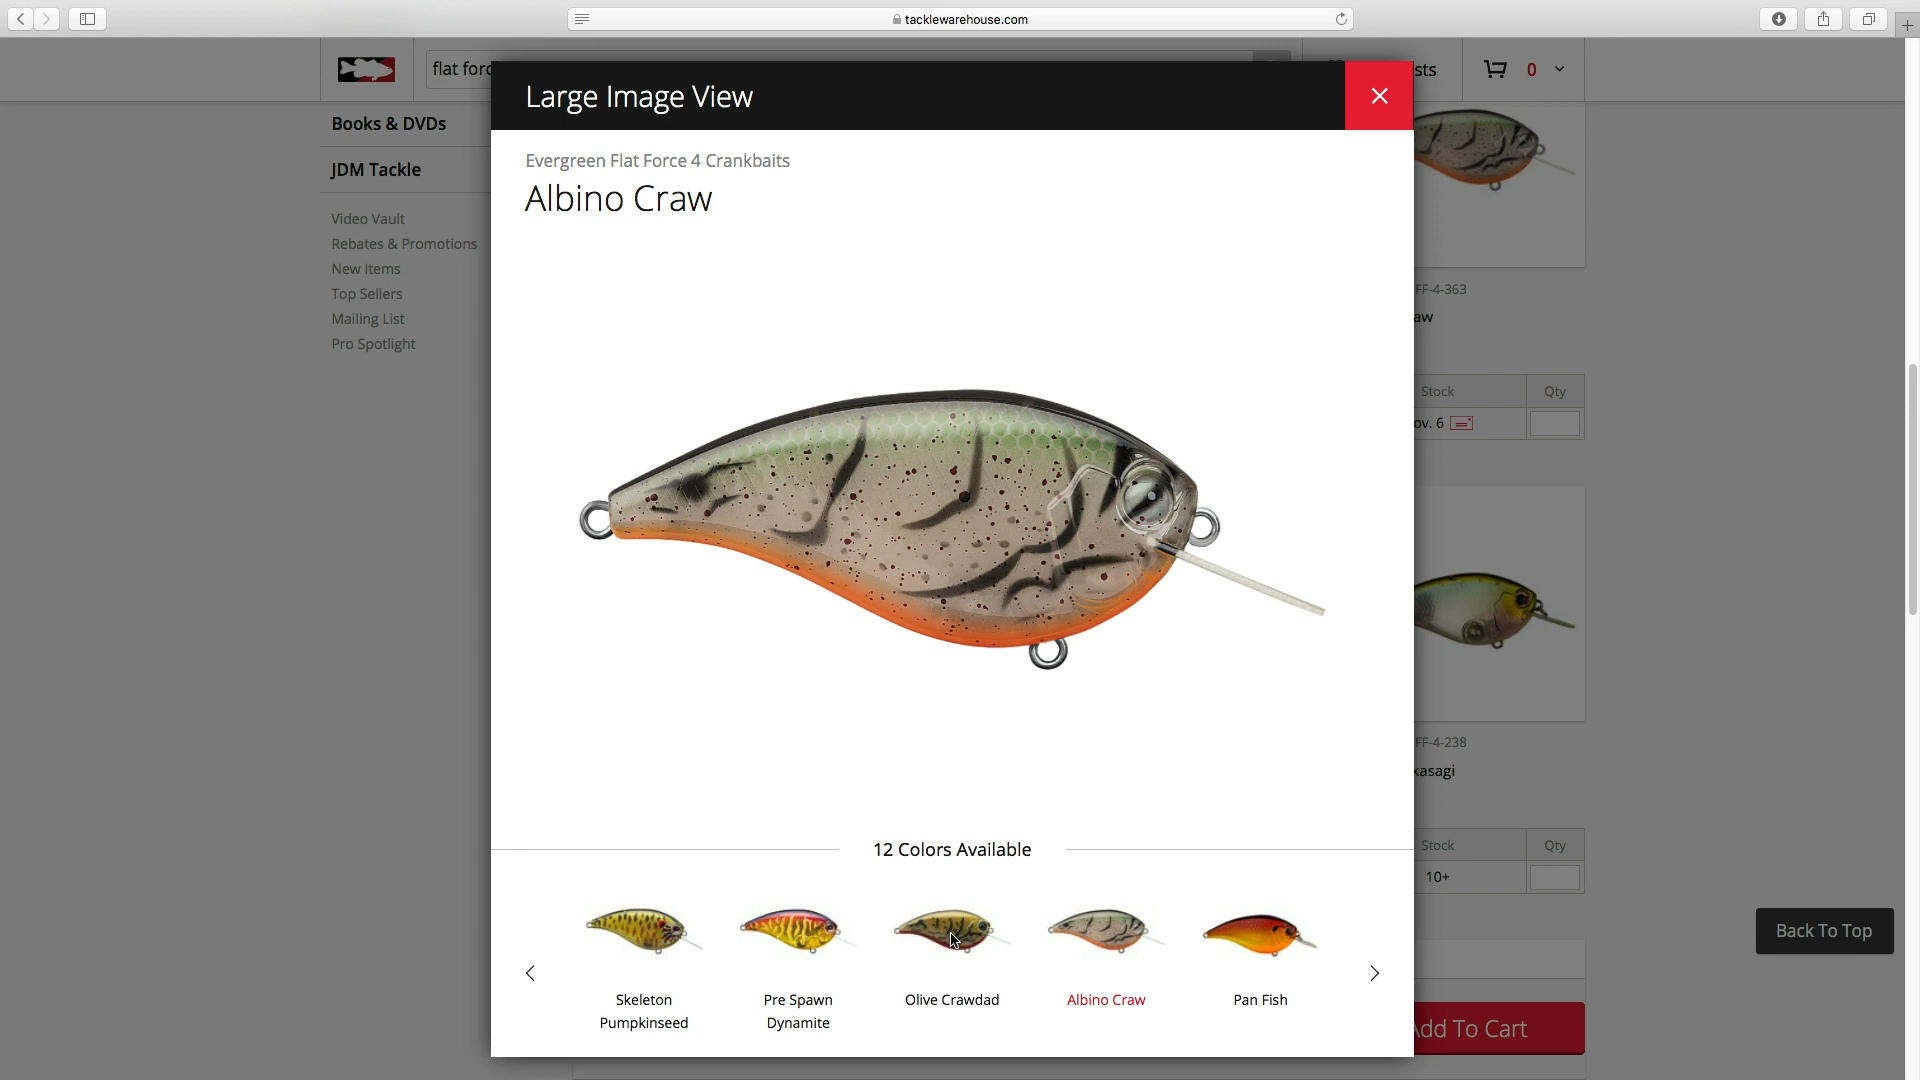 tacklewarehouse.com
flat forc
sts
0
Large Image View
Books & DVDs
JDM Tackle
Video Vault
Rebates & Promotions
New Items
Top Sellers
Mailing List
Pro Spotlight
Evergreen Flat Force 4 Crankbaits
Albino Craw
FF-4-363
aw
Stock
Qty
ov. 6
FF-4-238
kasagi
Stock
Qty
10+
12 Colors Available
Skeleton
Pumpkinseed
Pre Spawn
Dynamite
Olive Crawdad
Albino Craw
Pan Fish
Back To Top
Add To Cart